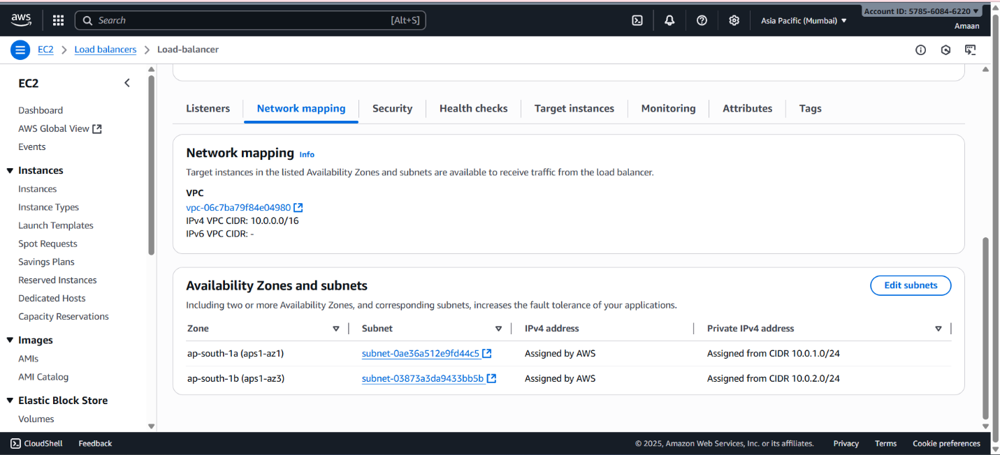 aws
Search [Alt+S]
Asia Pacific (Mumbai)
Account ID: 5785-6084-6220
Amaan
EC2
Load balancers
Load-balancer
EC2
Dashboard
AWS Global View
Events
Instances
Instances
Instance Types
Launch Templates
Spot Requests
Savings Plans
Reserved Instances
Dedicated Hosts
Capacity Reservations
Images
AMIs
AMI Catalog
Elastic Block Store
Volumes
Listeners Network mapping Security Health checks Target instances Monitoring Attributes Tags
Network mapping Info
Target instances in the listed Availability Zones and subnets are available to receive traffic from the load balancer.
VPC
vpc-06c7ba79f84e04980
IPv4 VPC CIDR: 10.0.0.0/16
IPv6 VPC CIDR: -
Availability Zones and subnets Edit subnets
Including two or more Availability Zones, and corresponding subnets, increases the fault tolerance of your applications.
Zone Subnet IPv4 address Private IPv4 address
ap-south-1a (aps1-az1) subnet-0ae36a512e9fd44c5 Assigned by AWS Assigned from CIDR 10.0.1.0/24
ap-south-1b (aps1-az3) subnet-03873a3da9433bb5b Assigned by AWS Assigned from CIDR 10.0.2.0/24
CloudShell Feedback © 2025, Amazon Web Services, Inc. or its affiliates. Privacy Terms Cookie preferences